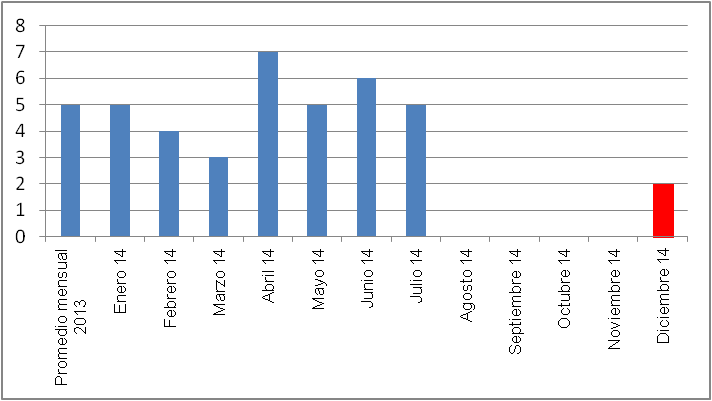 8
7
6
5
4
3
2
1
0
Promedio mensual
2013
Enero 14
Febrero 14
Marzo 14
Abril 14
Mayo 14
Junio 14
Julio 14
Agosto 14
Septiembre 14
Octubre 14
Noviembre 14
Diciembre 14